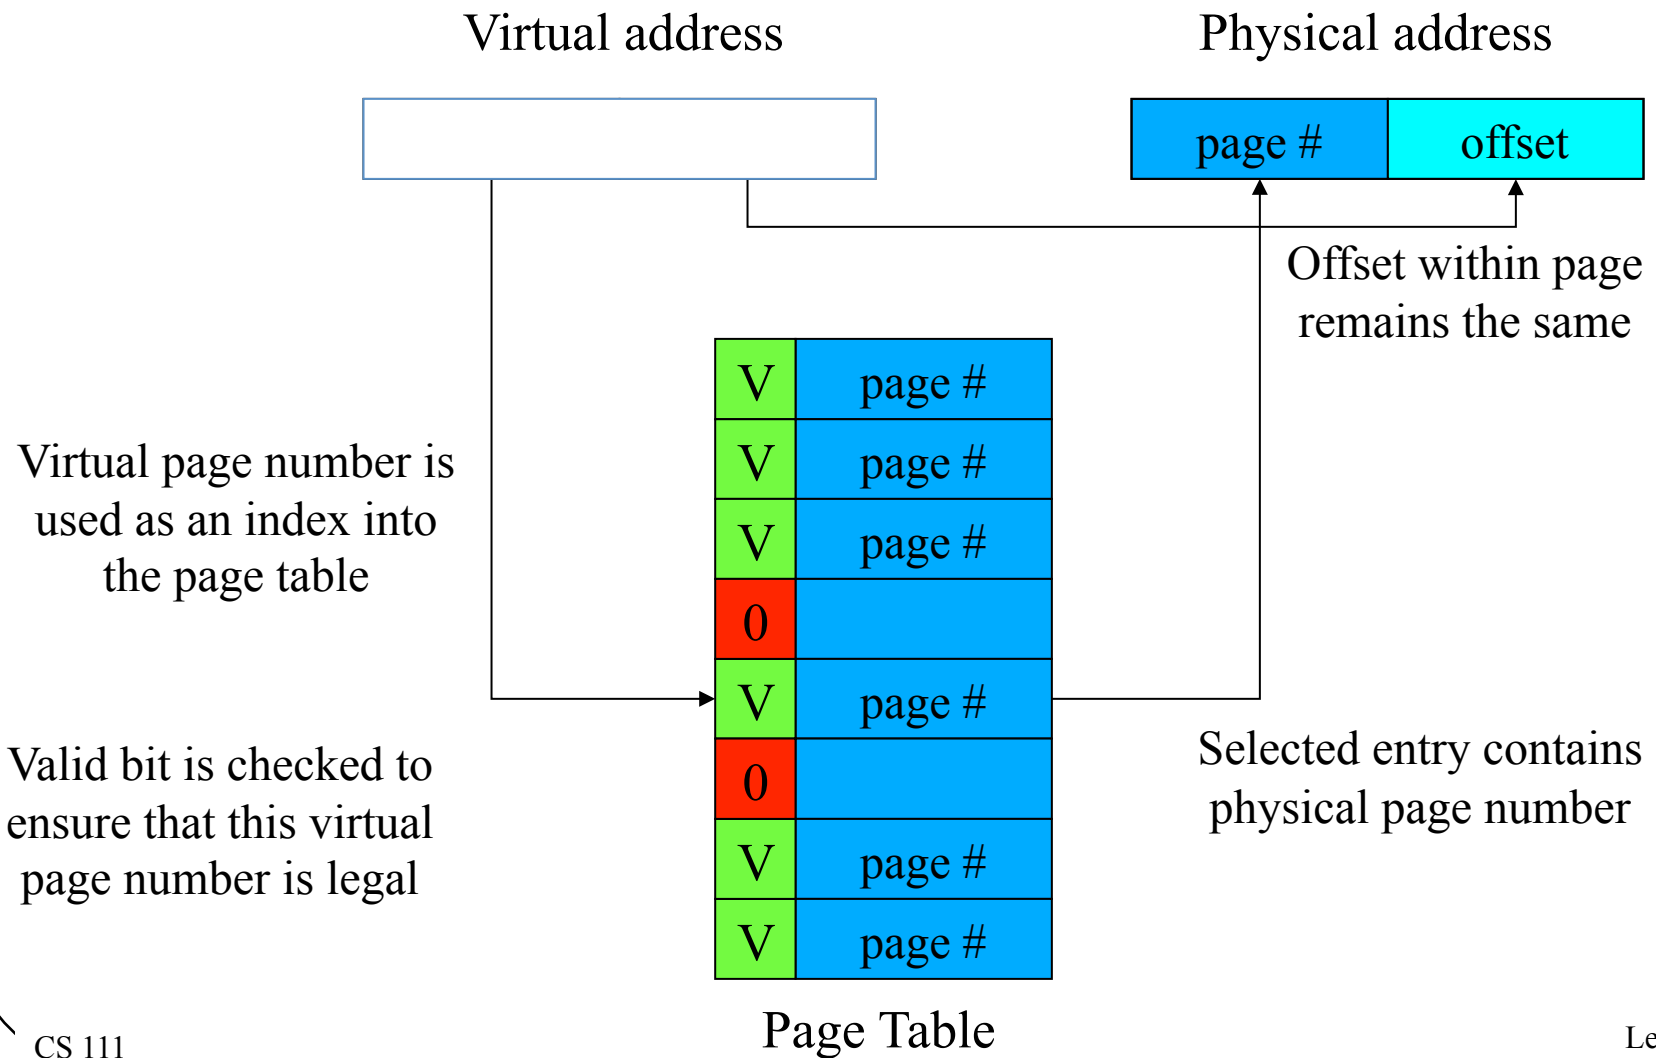 Virtual address
Physical address
page #
offset
Offset within page
remains the same
V
page #
V
page #
V
page #
0
V
page #
0
V
page #
V
page #
Virtual page number is
used as an index into
the page table
Valid bit is checked to
ensure that this virtual
page number is legal
Selected entry contains
physical page number
Page Table
CS 111